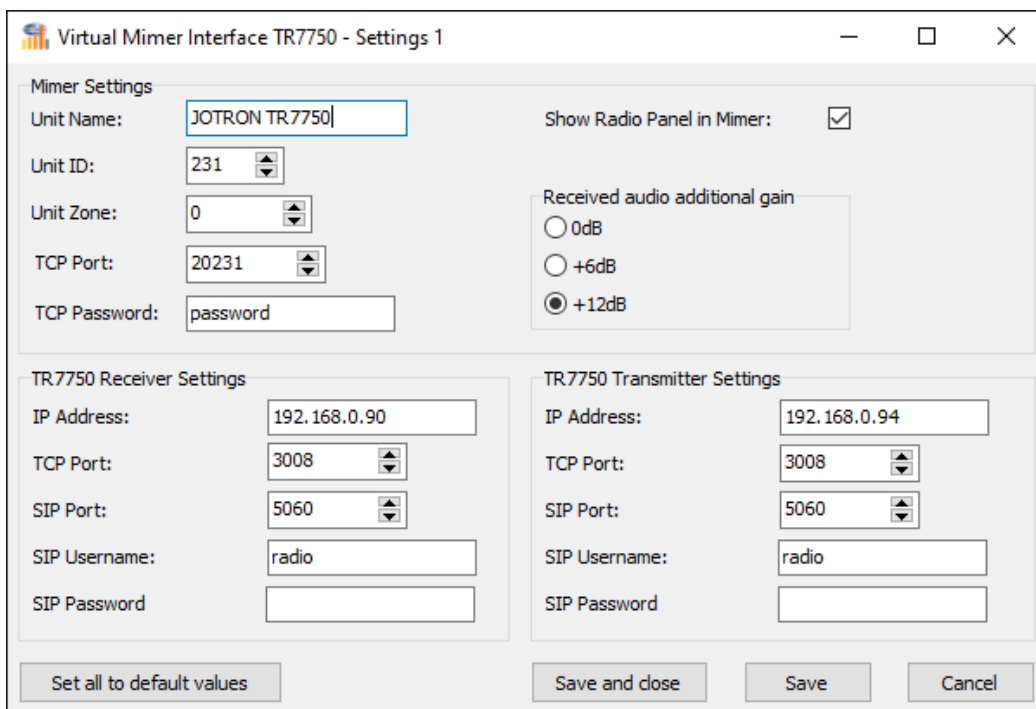 Virtual Mimer Interface TR7750 - Settings 1
Mimer Settings
Unit Name: JOTRON TR7750
Show Radio Panel in Mimer:
Unit ID: 231
Unit Zone: 0
TCP Port: 20231
TCP Password: password
Received audio additional gain
0dB
+6dB
+12dB
TR7750 Receiver Settings
IP Address: 192.168.0.90
TCP Port: 3008
SIP Port: 5060
SIP Username: radio
SIP Password
TR7750 Transmitter Settings
IP Address: 192.168.0.94
TCP Port: 3008
SIP Port: 5060
SIP Username: radio
SIP Password
Set all to default values
Save and close
Save
Cancel